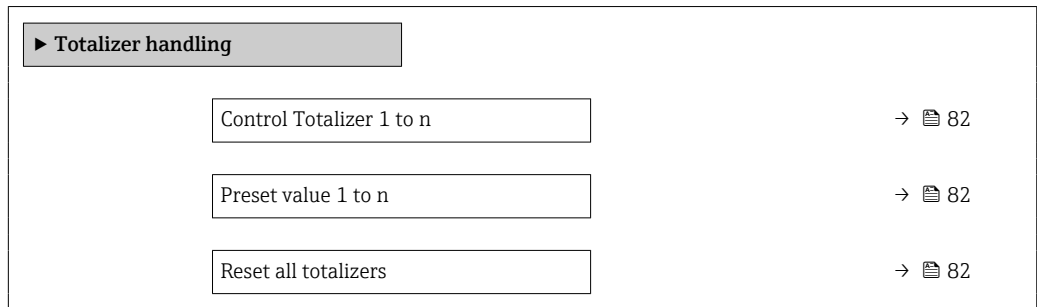 ▶ Totalizer handling
Control Totalizer 1 to n → 82
Preset value 1 to n → 82
Reset all totalizers → 82